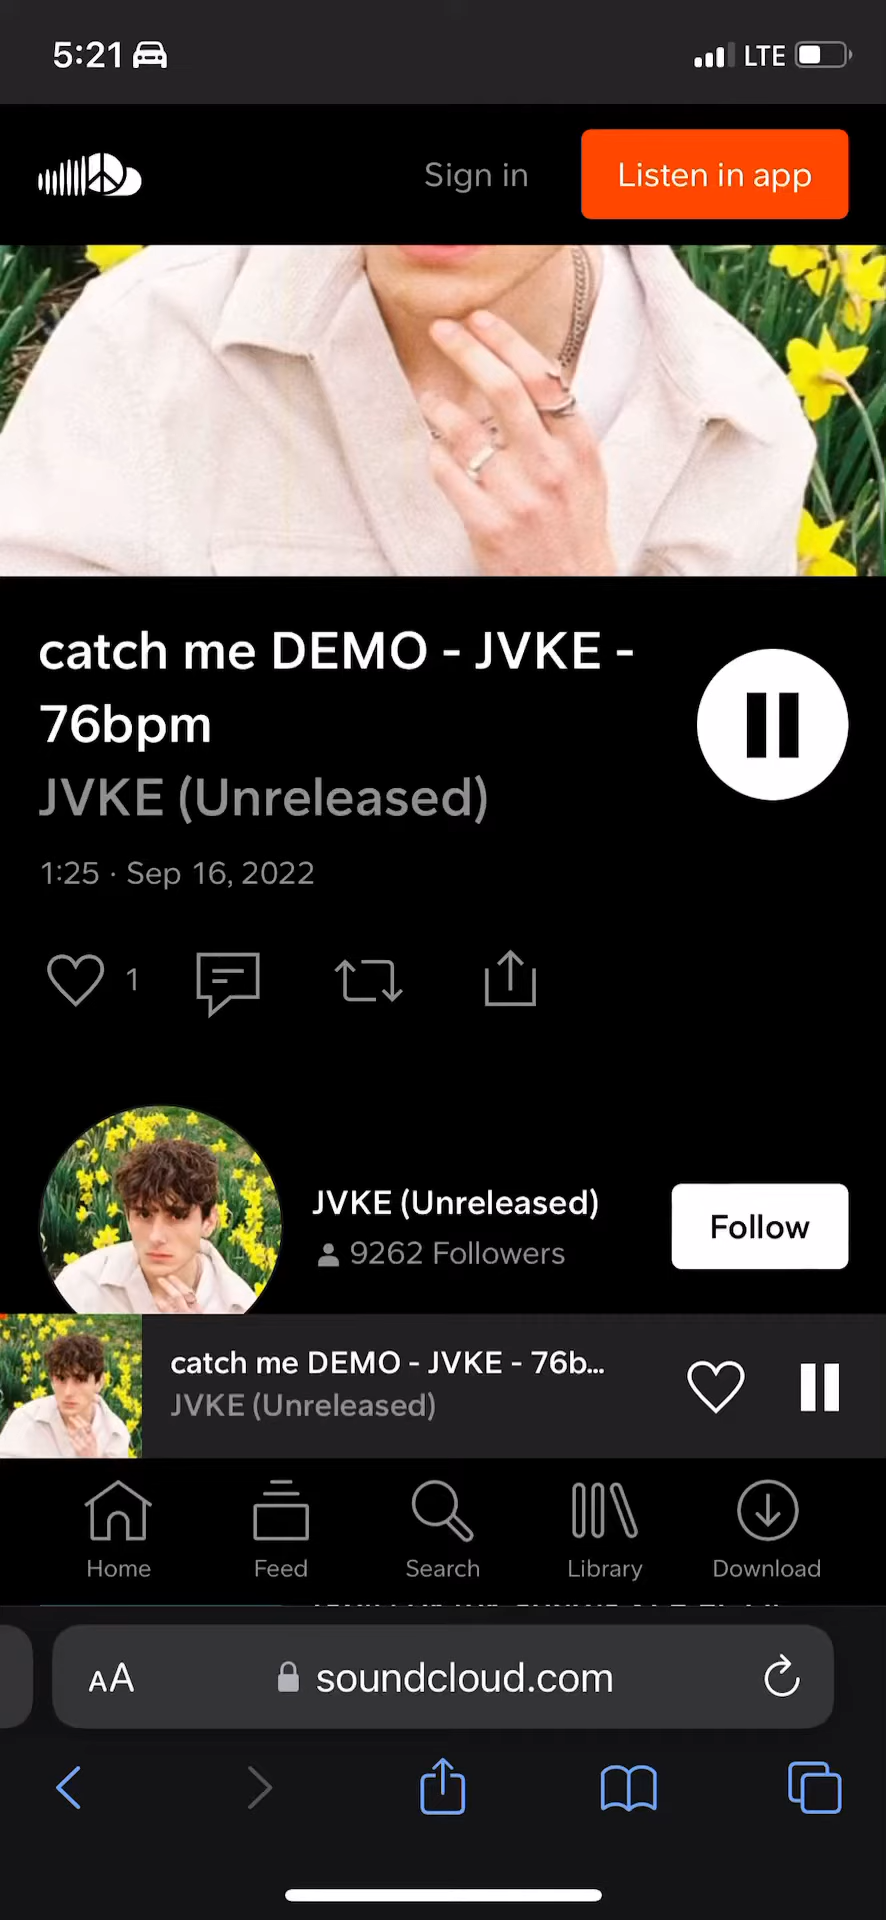 5:21
LTE
Sign in
Listen in app
catch me DEMO - JVKE -
76bpm
JVKE (Unreleased)
1:25 · Sep 16, 2022
1
JVKE (Unreleased)
9262 Followers
Follow
catch me DEMO - JVKE - 76b...
JVKE (Unreleased)
Home
Feed
Search
Library
Download
AA
soundcloud.com